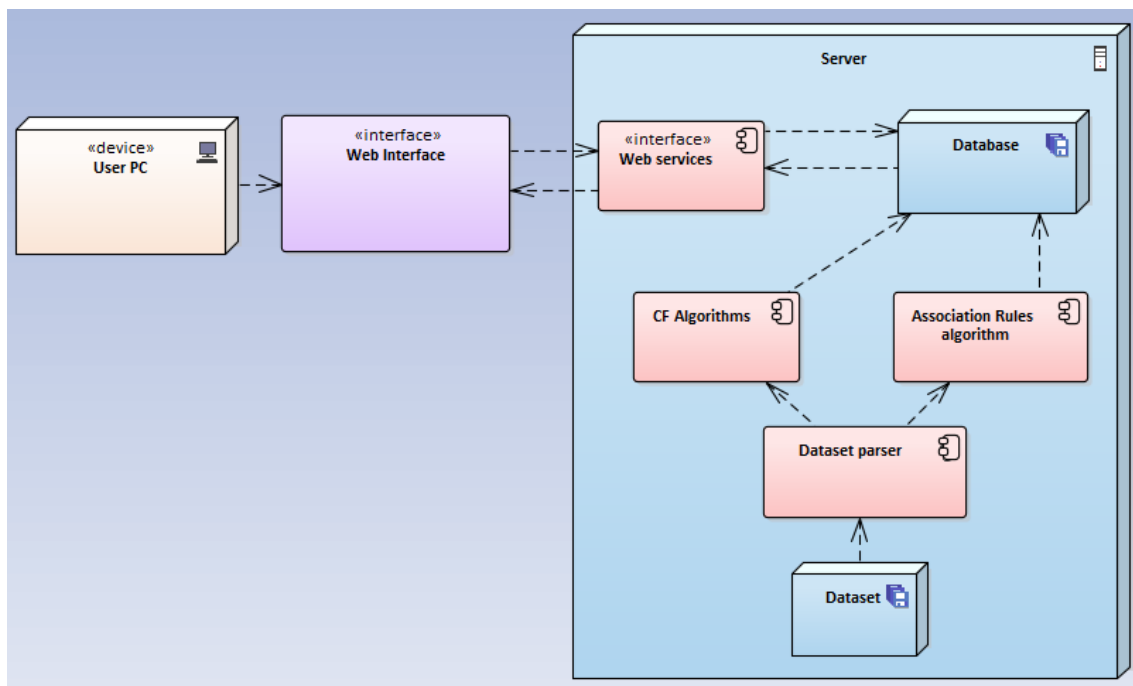 Server
«device»
User PC
«interface»
Web Interface
«interface»
Web services
Database
CF Algorithms
Association Rules
algorithm
Dataset parser
Dataset